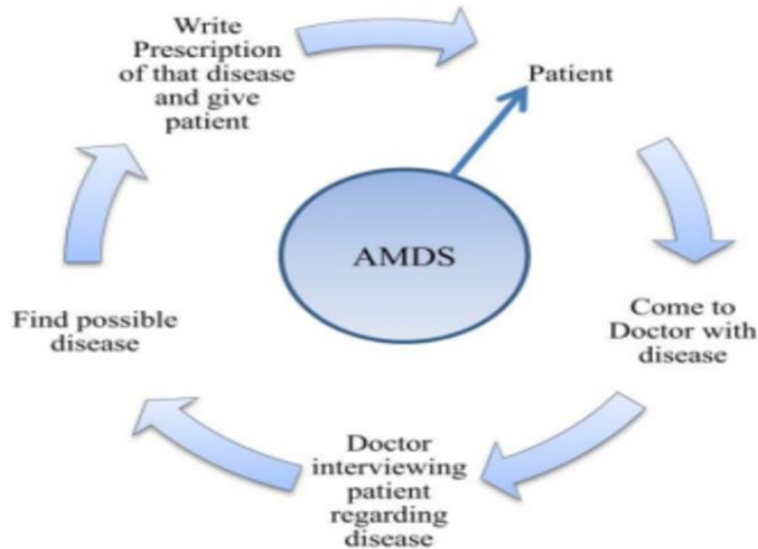 Write
Prescription
of that disease
and give
patient
Patient
AMDS
Come to
Doctor with
disease
Doctor
interviewing
patient
regarding
disease
Find possible
disease